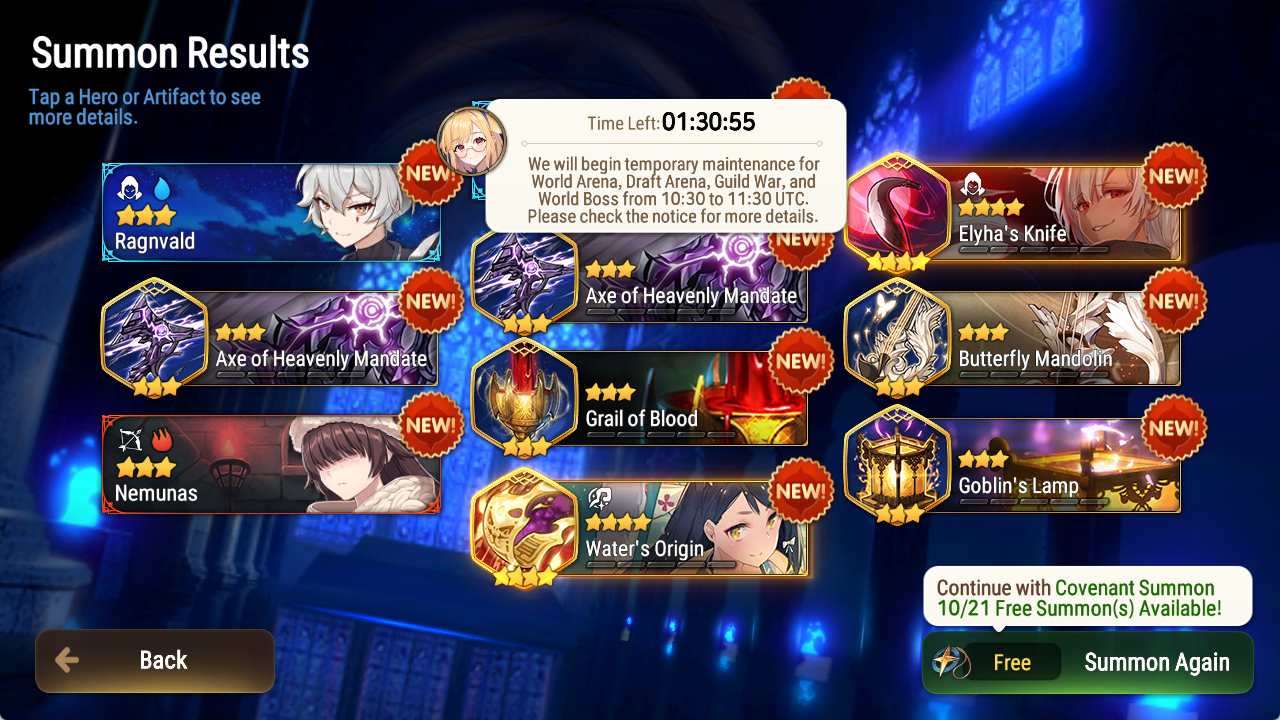 Summon Results
Tap a Hero or Artifact to see
more details.
Time Left: 01:30:55
We will begin temporary maintenance for
World Arena, Draft Arena, Guild War, and
World Boss from 10:30 to 11:30 UTC.
Please check the notice for more details.
NEW!
Ragnvald
NEW!
Axe of Heavenly Mandate
NEW!
Nemunas
NEW!
Axe of Heavenly Mandate
NEW!
Grail of Blood
NEW!
Water's Origin
NEW!
Elyha's Knife
NEW!
Butterfly Mandolin
NEW!
Goblin's Lamp
Continue with Covenant Summon
10/21 Free Summon(s) Available!
Back
Free
Summon Again